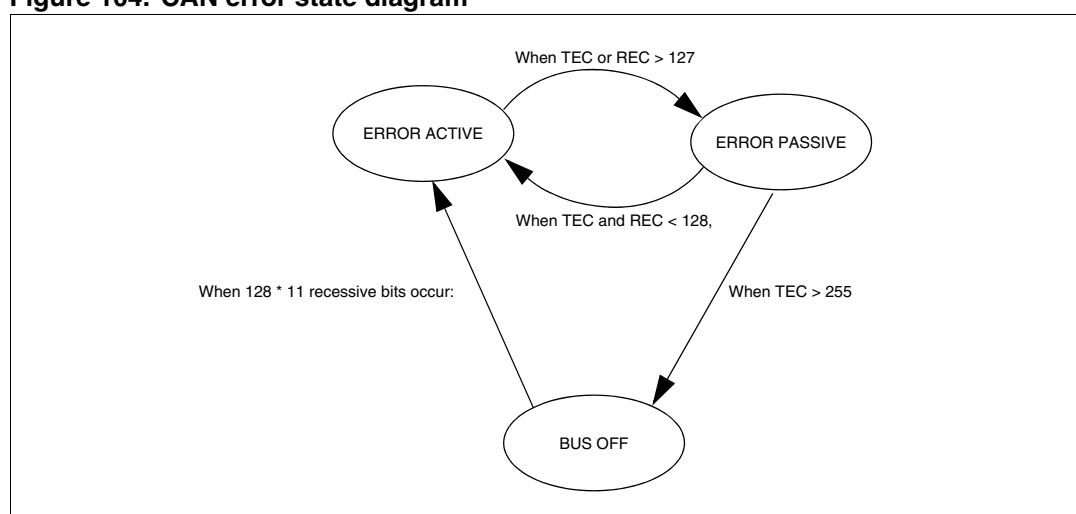 Figure 104. CAN error state diagram
When TEC or REC > 127
ERROR ACTIVE
ERROR PASSIVE
When TEC and REC < 128,
When 128 * 11 recessive bits occur:
When TEC > 255
BUS OFF